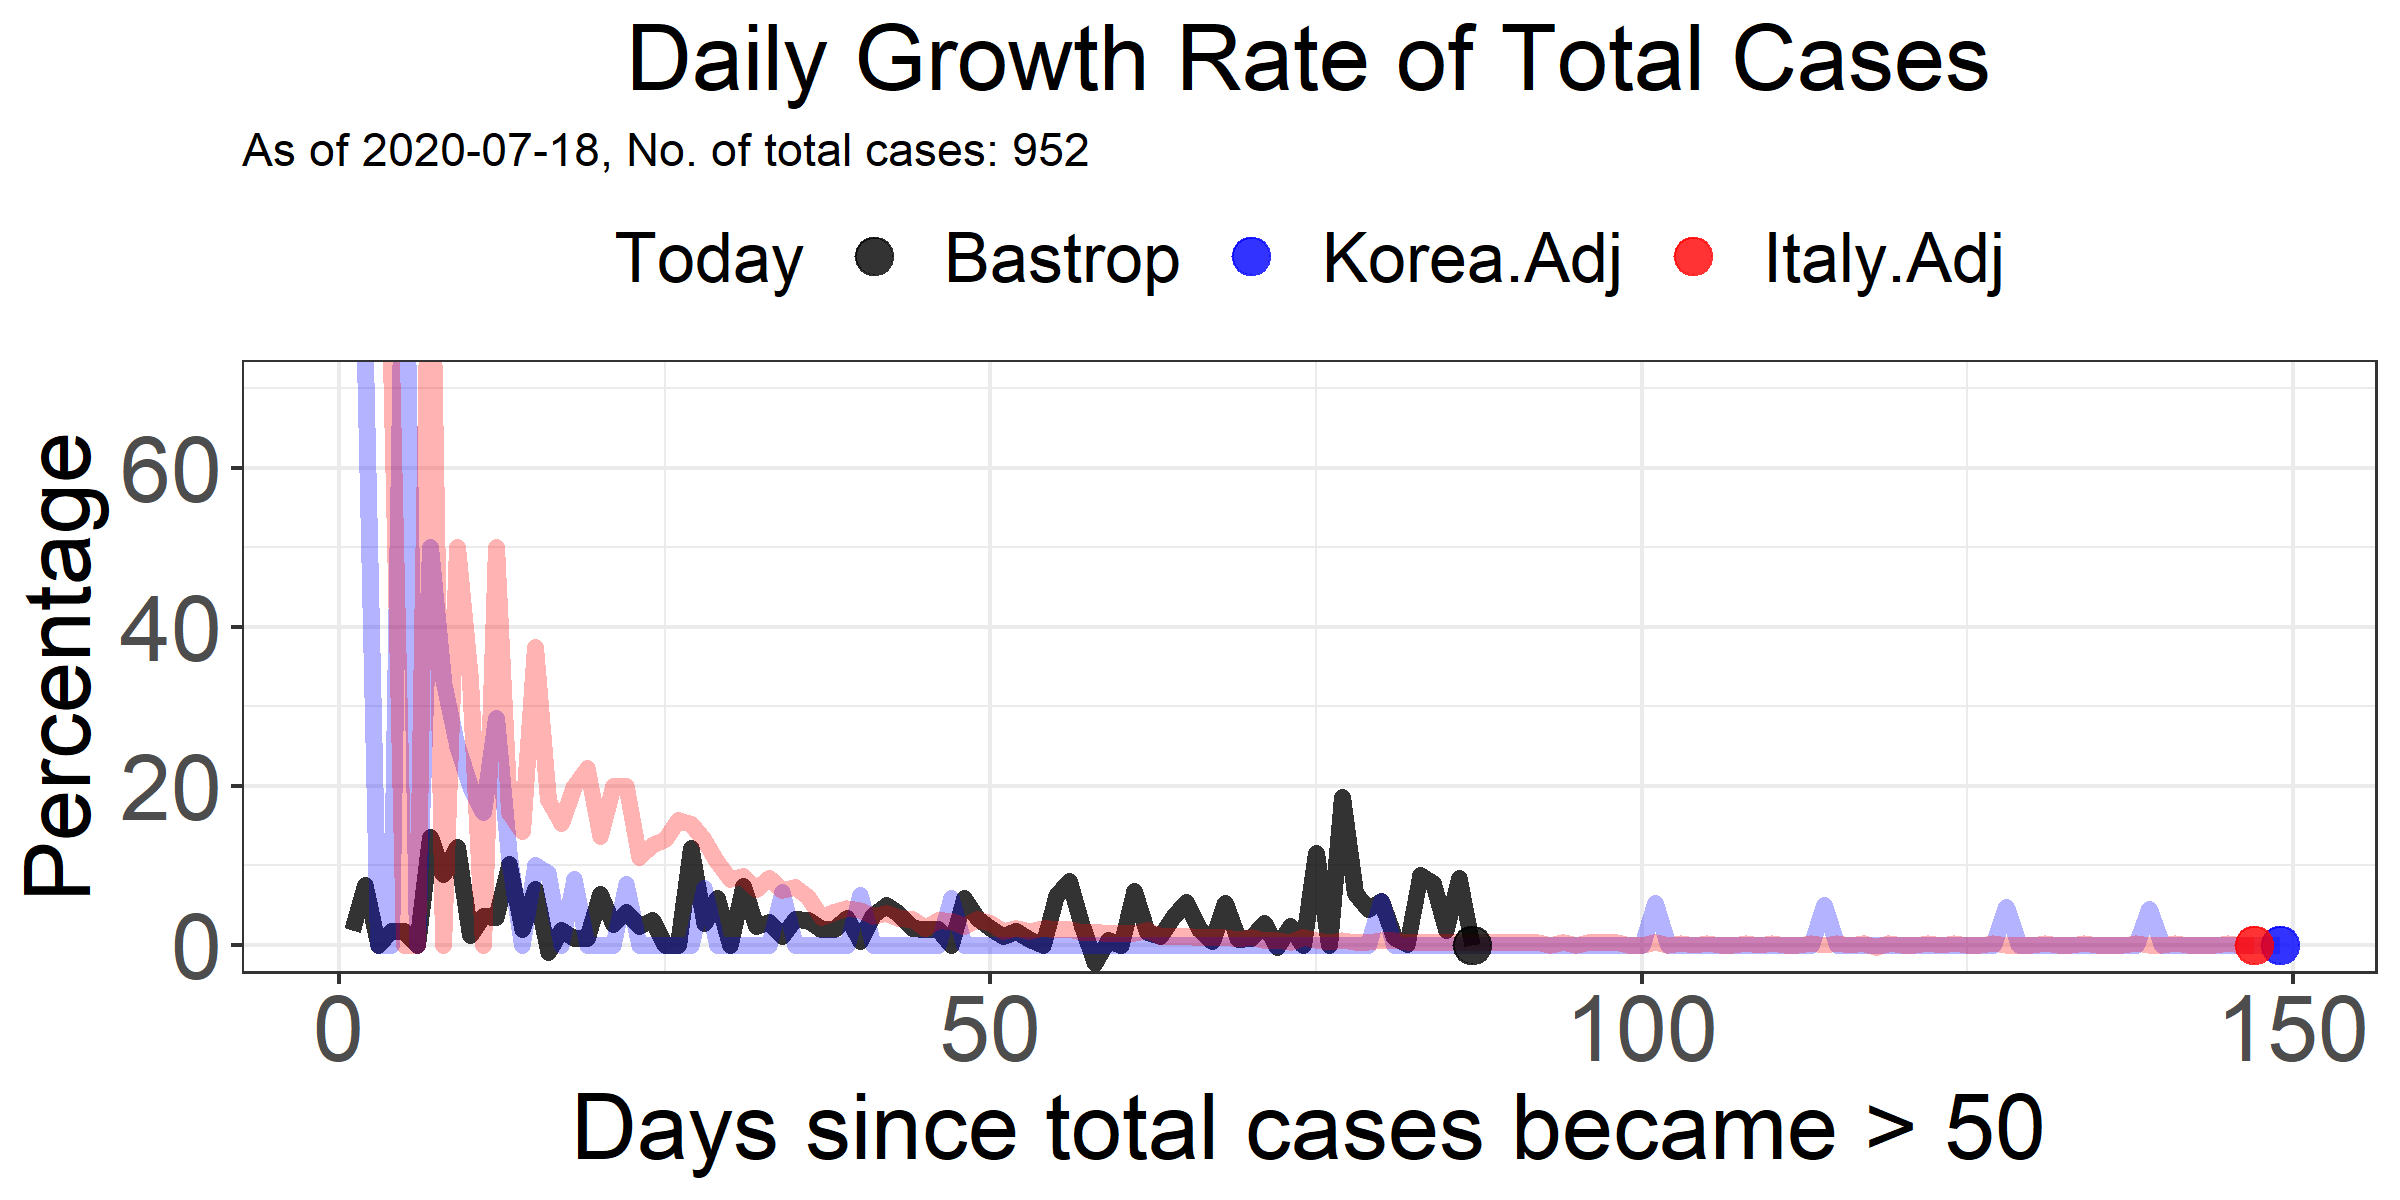 Daily Growth Rate of Total Cases
As of 2020-07-18, No. of total cases: 952
Today Bastrop Korea.Adj Italy.Adj
Percentage
60
40
20
0
0 50 100 150
Days since total cases became > 50